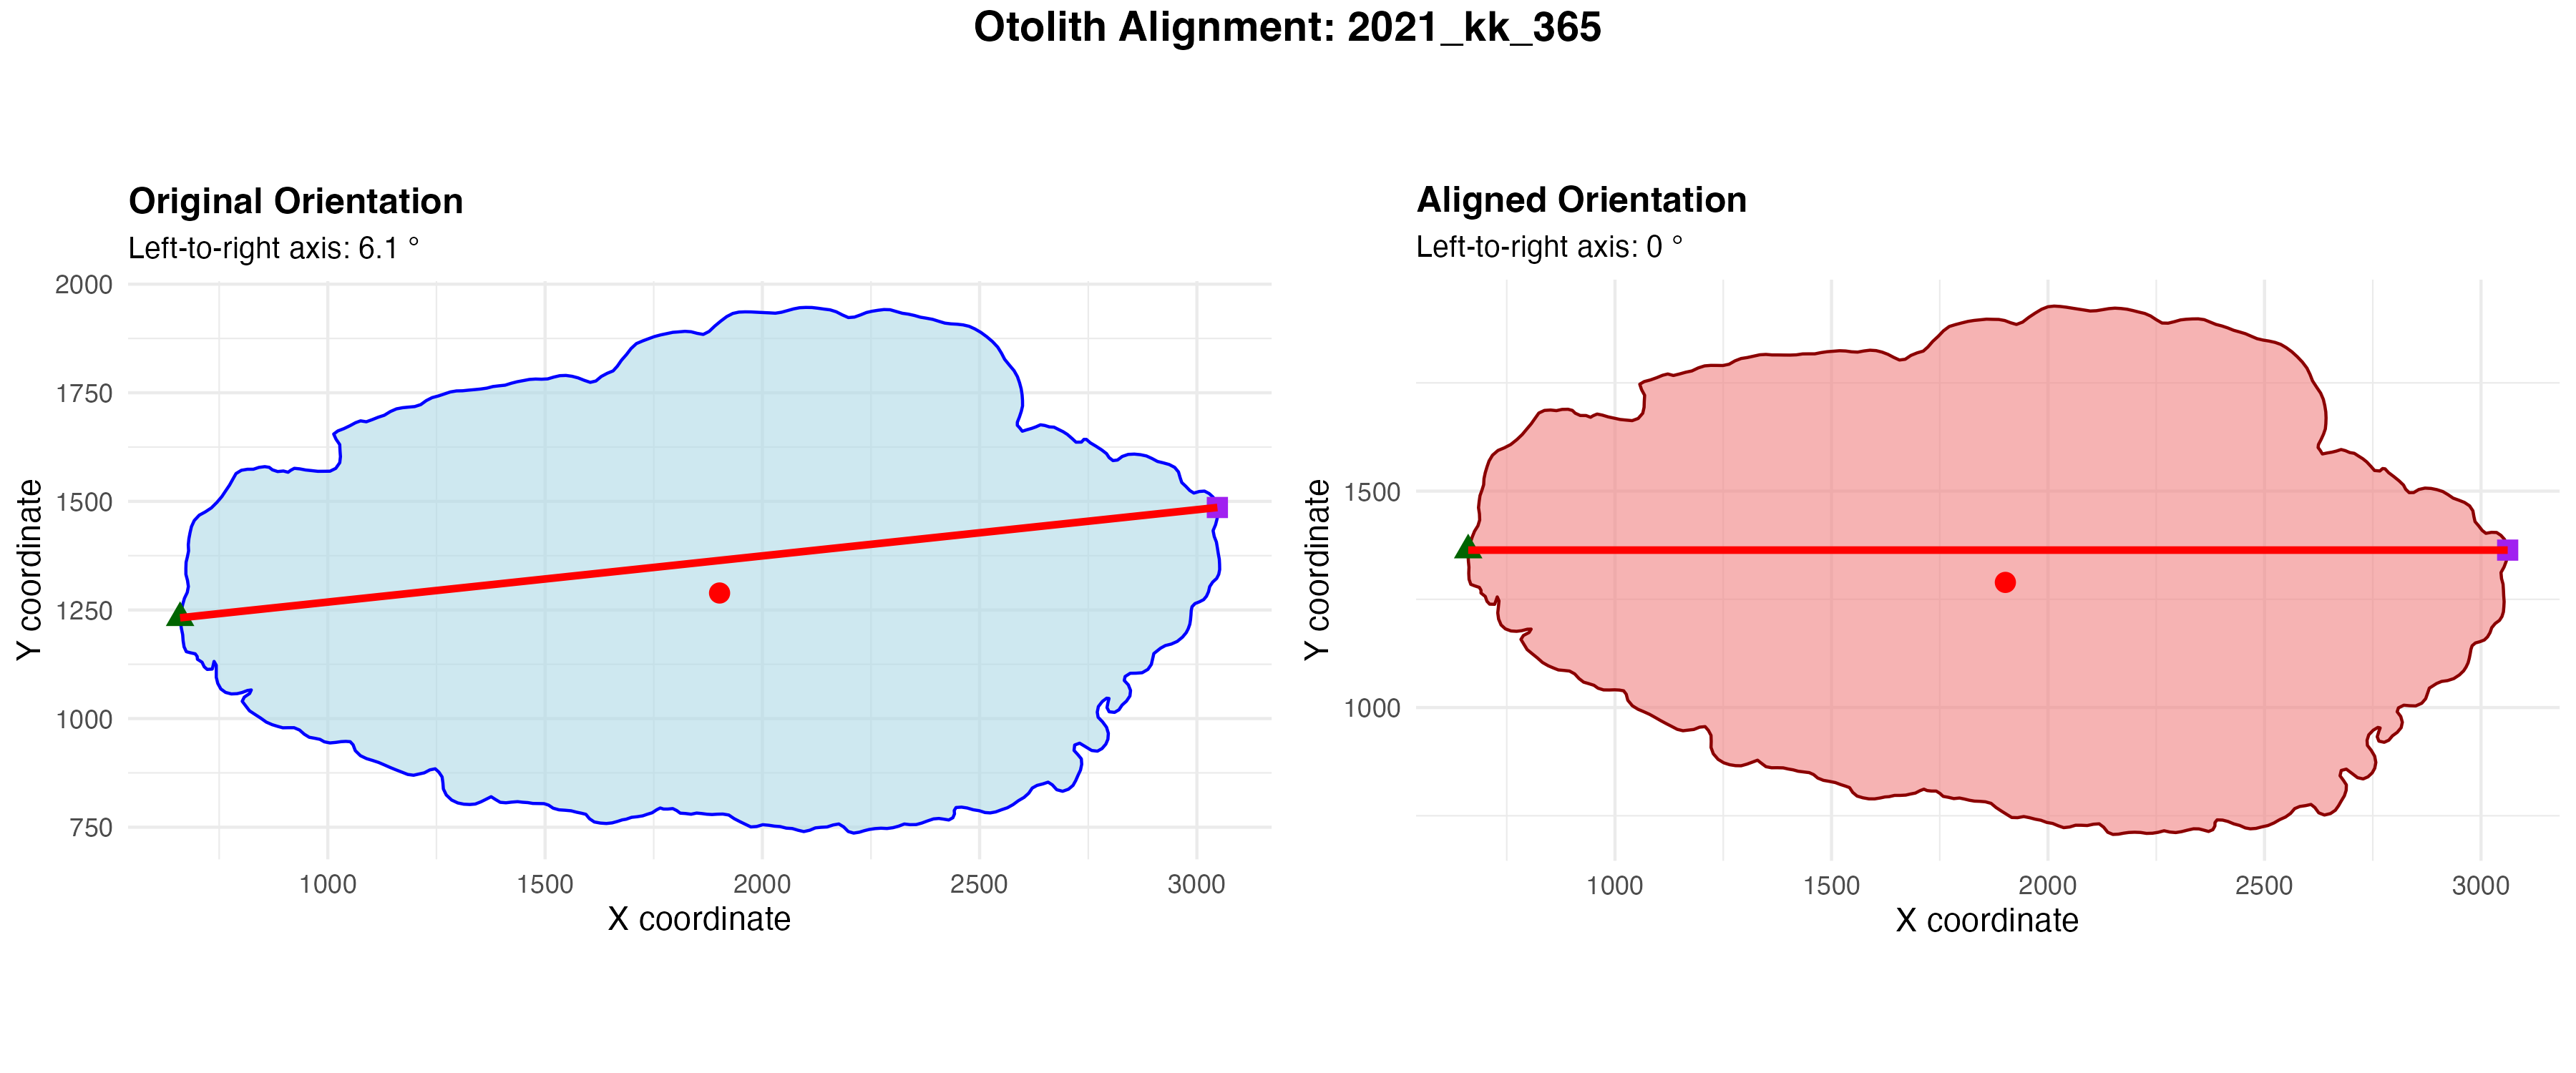 Otolith Alignment: 2021_kk_365
Original Orientation
Left-to-right axis: 6.1 °
2000
1750
1500
1250
1000
750
Y coordinate
1000
1500
2000
2500
3000
X coordinate
Aligned Orientation
Left-to-right axis: 0 °
1500
1000
Y coordinate
1000
1500
2000
2500
3000
X coordinate